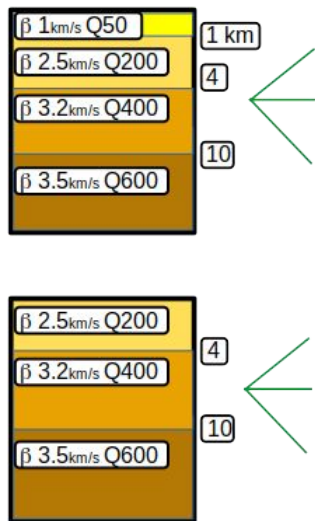 β 1km/s Q50
1 km
β 2.5km/s Q200
4
β 3.2km/s Q400
10
β 3.5km/s Q600
β 2.5km/s Q200
4
β 3.2km/s Q400
10
β 3.5km/s Q600